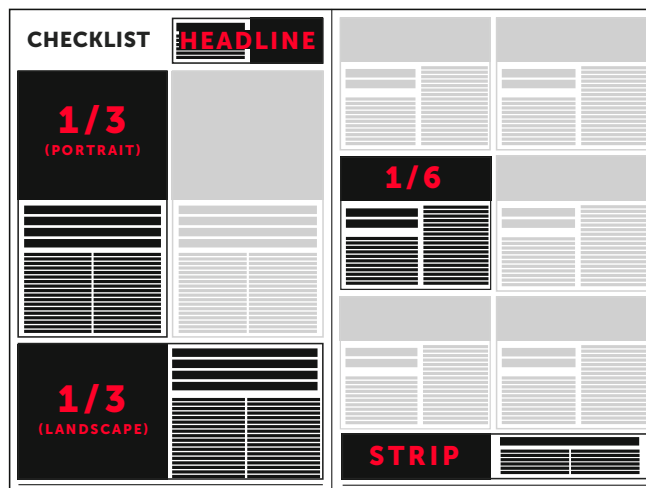 CHECKLIST
HEADLINE
1/3
(PORTRAIT)
1/3
(LANDSCAPE)
1/6
STRIP